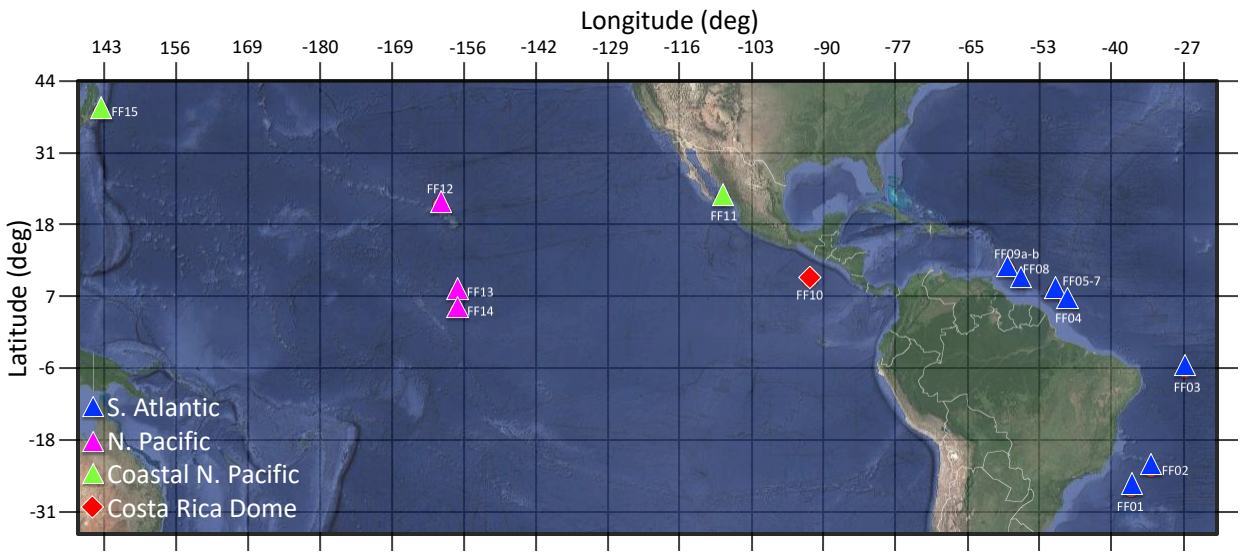 Longitude (deg)
143 156 169 -180 -169 -156 -142 -129 -116 -103 -90 -77 -65 -53 -40 -27
Latitude (deg)
44
31
18
7
-6
-18
-31
FF15
FF12
FF11
FF13
FF14
FF10
FF09a-b
FF08
FF05-7
FF04
FF03
FF02
FF01
S. Atlantic
N. Pacific
Coastal N. Pacific
Costa Rica Dome